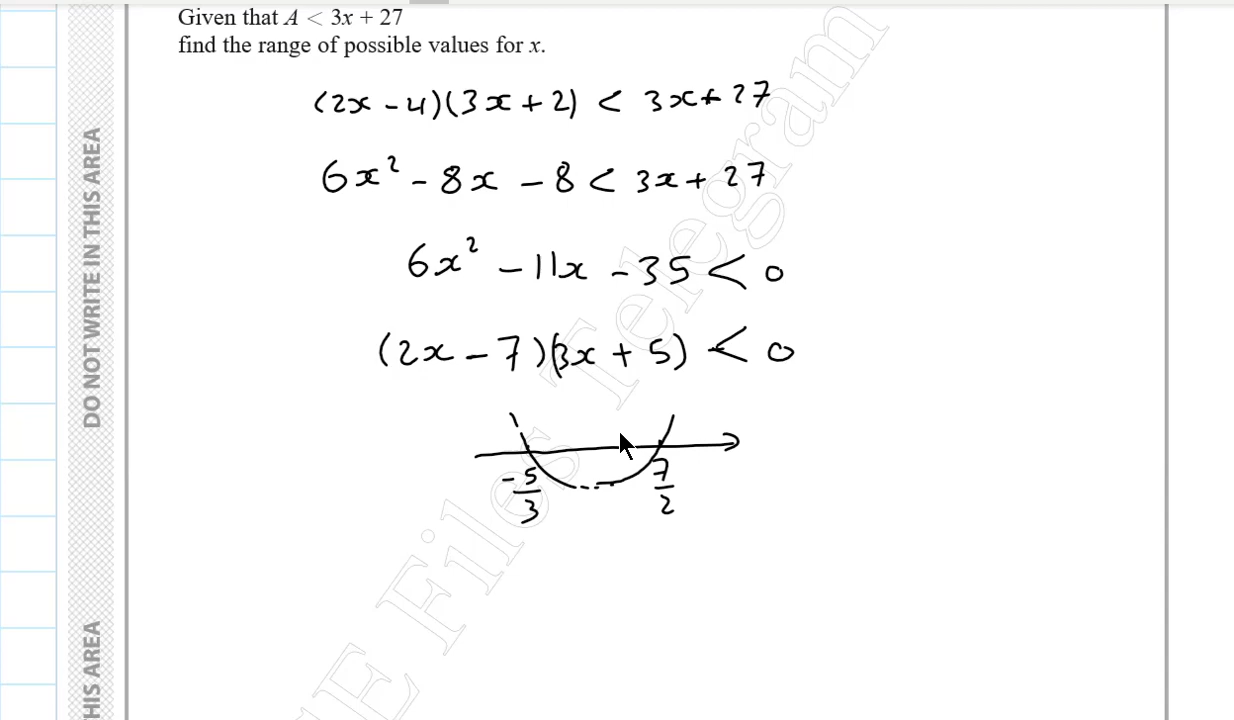 Given that A < 3x + 27
find the range of possible values for x.
(2x - 4)(3x + 2) < 3x + 27
6x² - 8x - 8 < 3x + 27
6x² - 11x - 35 < 0
(2x - 7)(3x + 5) < 0
-5/3 7/2
DO NOT WRITE IN THIS AREA
HIS AREA
E Files Telegram